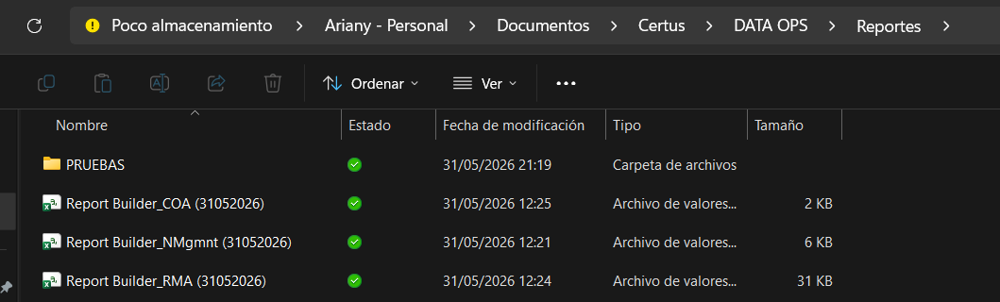 Poco almacenamiento > Ariany - Personal > Documentos > Certus > DATA OPS > Reportes >
Ordenar Ver
Nombre Estado Fecha de modificación Tipo Tamaño
PRUEBAS 31/05/2026 21:19 Carpeta de archivos
Report Builder_COA (31052026) 31/05/2026 12:25 Archivo de valores... 2 KB
Report Builder_NMgmnt (31052026) 31/05/2026 12:21 Archivo de valores... 6 KB
Report Builder_RMA (31052026) 31/05/2026 12:24 Archivo de valores... 31 KB